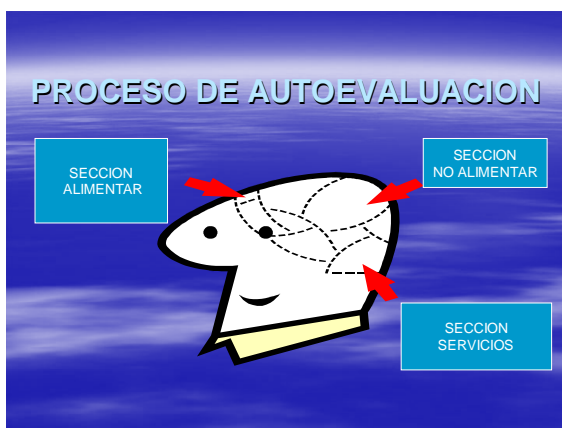 PROCESO DE AUTOEVALUACION
SECCION
ALIMENTAR
SECCION
NO ALIMENTAR
SECCION
SERVICIOS